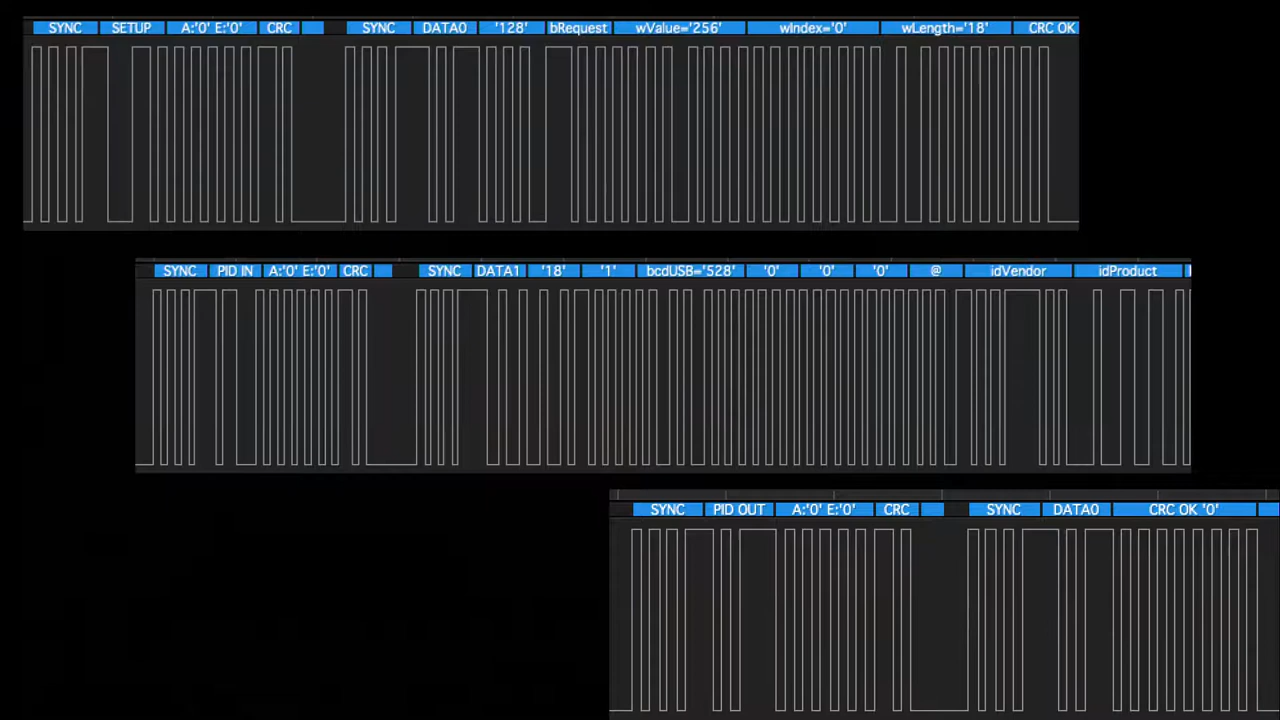 SYNC SETUP A:'0' E:'0' CRC SYNC DATA0 '128' bRequest wValue='256' wIndex='0' wLength='18' CRC OK
SYNC PID IN A:'0' E:'0' CRC SYNC DATA1 '18' '1' bcdUSB='528' '0' '0' '0' @ idVendor idProduct
SYNC PID OUT A:'0' E:'0' CRC SYNC DATA0 CRC OK '0'